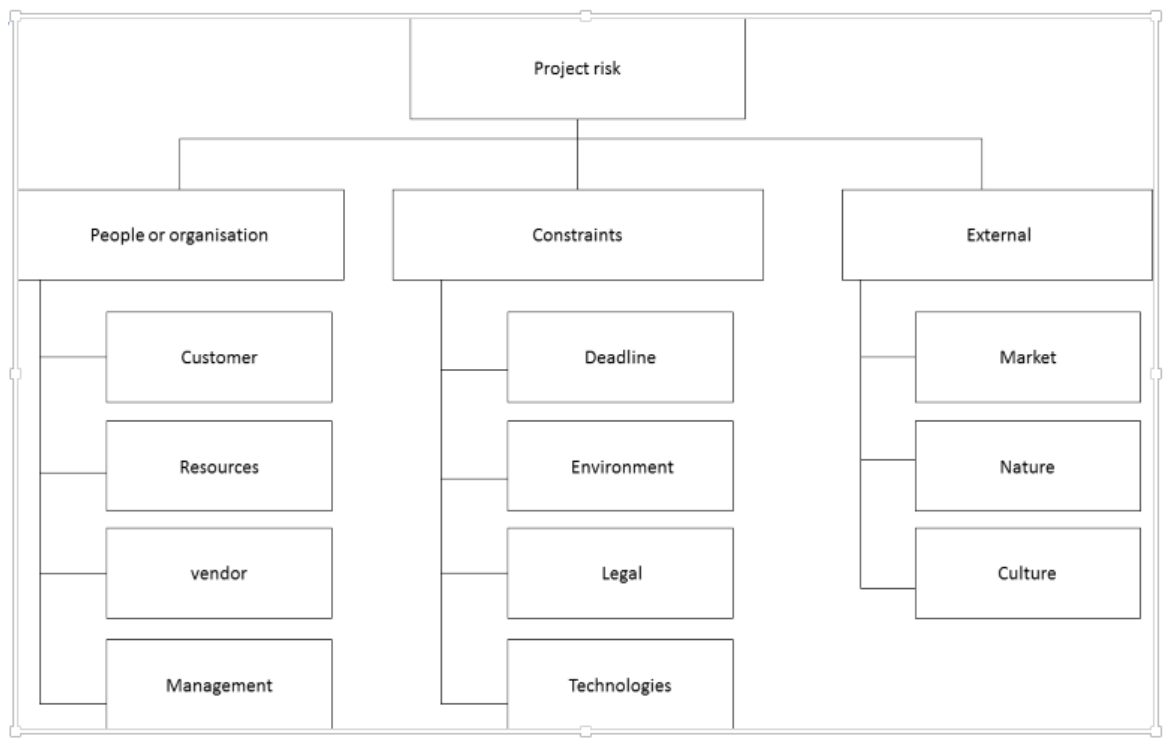 Project risk
People or organisation
Constraints
External
Customer
Deadline
Market
Resources
Environment
Nature
vendor
Legal
Culture
Management
Technologies